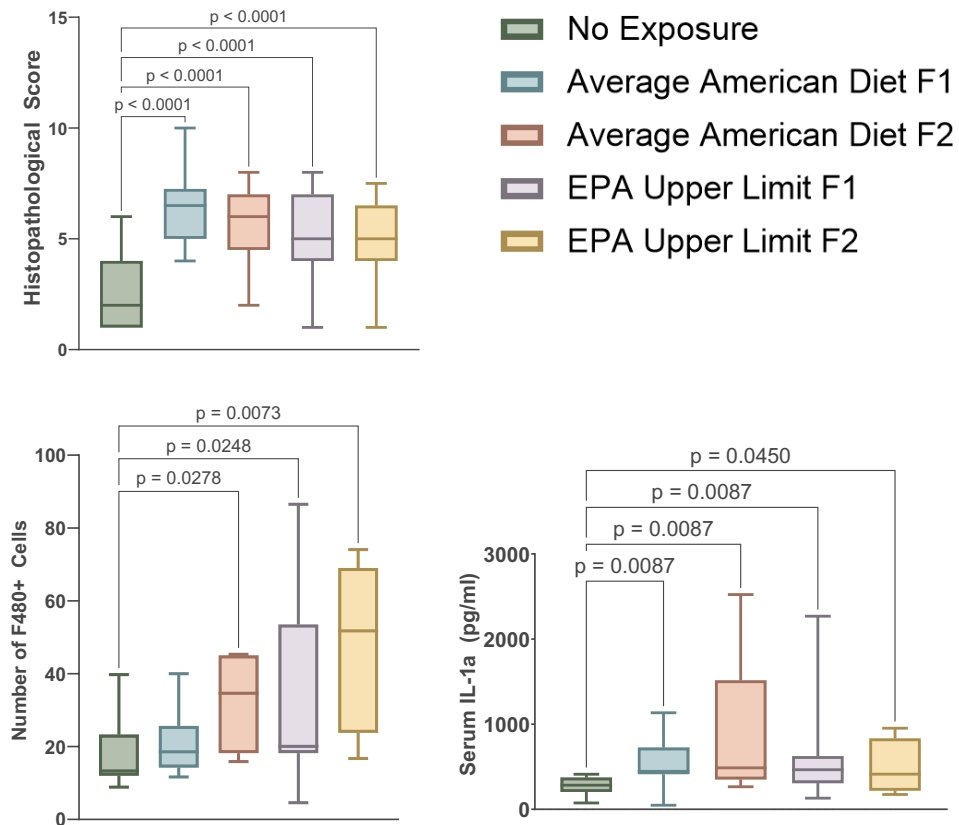 15
10
5
0
Histopathological Score
p < 0.0001
p < 0.0001
p < 0.0001
p < 0.0001
No Exposure
Average American Diet F1
Average American Diet F2
EPA Upper Limit F1
EPA Upper Limit F2
100
80
60
40
20
0
Number of F480+ Cells
p = 0.0073
p = 0.0248
p = 0.0278
3000
2000
1000
0
Serum IL-1a (pg/ml)
p = 0.0450
p = 0.0087
p = 0.0087
p = 0.0087